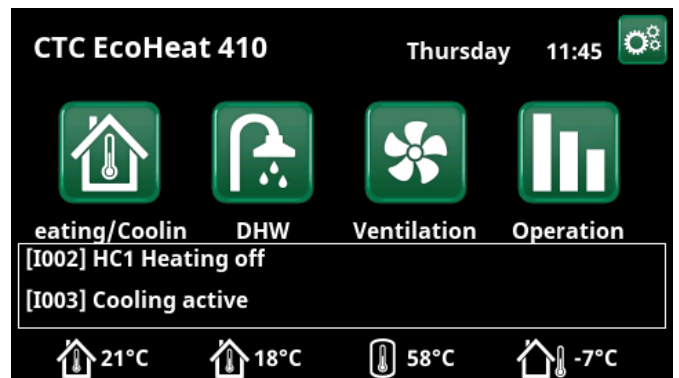 CTC EcoHeat 410 Thursday 11:45
eating/Coolin DHW Ventilation Operation
[I002] HC1 Heating off
[I003] Cooling active
21°C 18°C 58°C -7°C